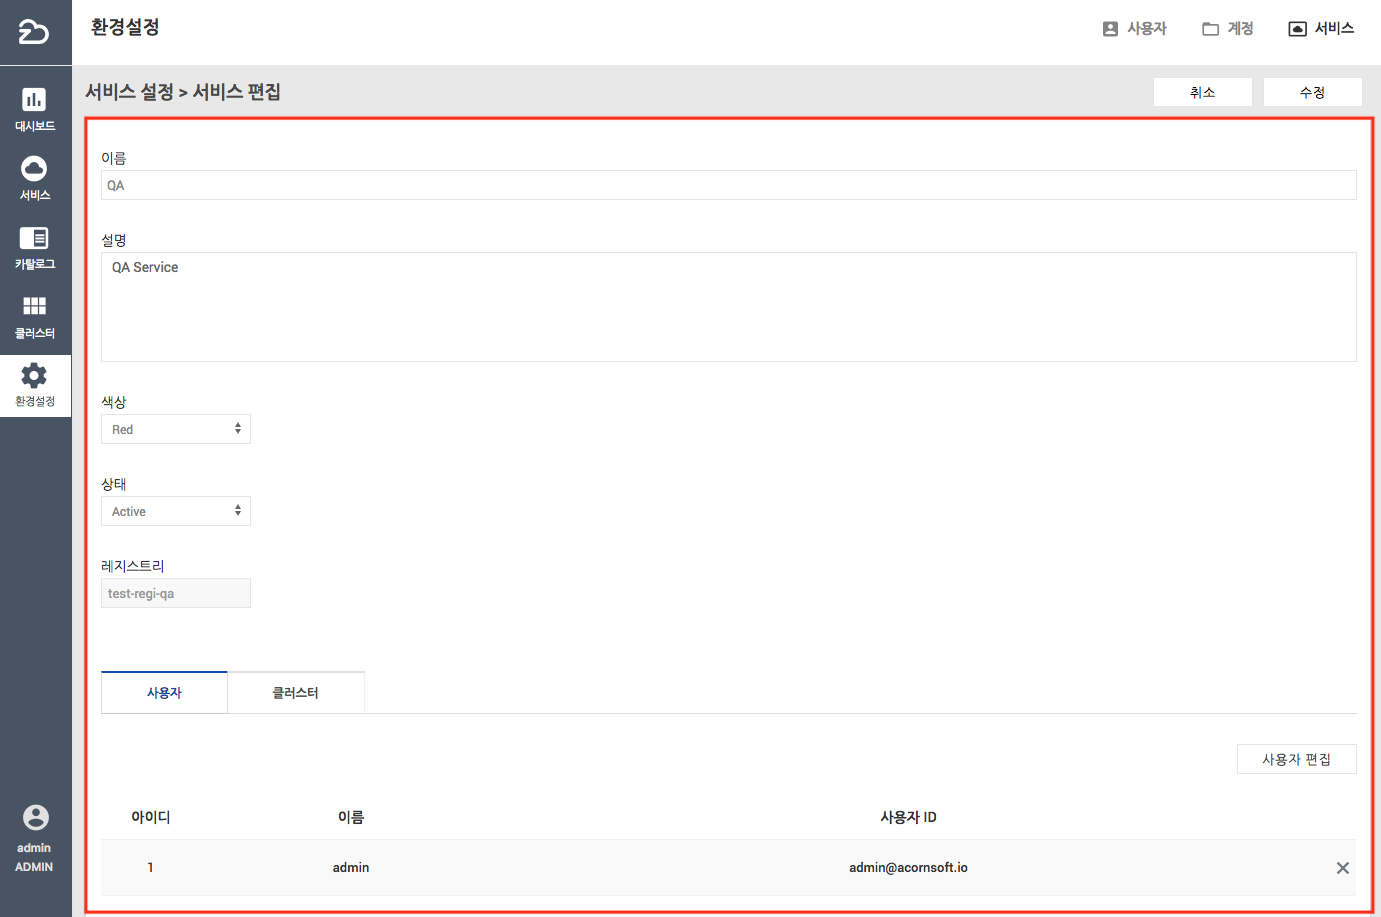 환경설정
사용자
계정
서비스
대시보드
서비스
카탈로그
클러스터
환경설정
admin
ADMIN
서비스 설정 > 서비스 편집
취소
수정
이름
QA
설명
QA Service
색상
Red
상태
Active
레지스트리
test-regi-qa
사용자
클러스터
사용자 편집
아이디 이름 사용자 ID
1 admin admin@acornsoft.io